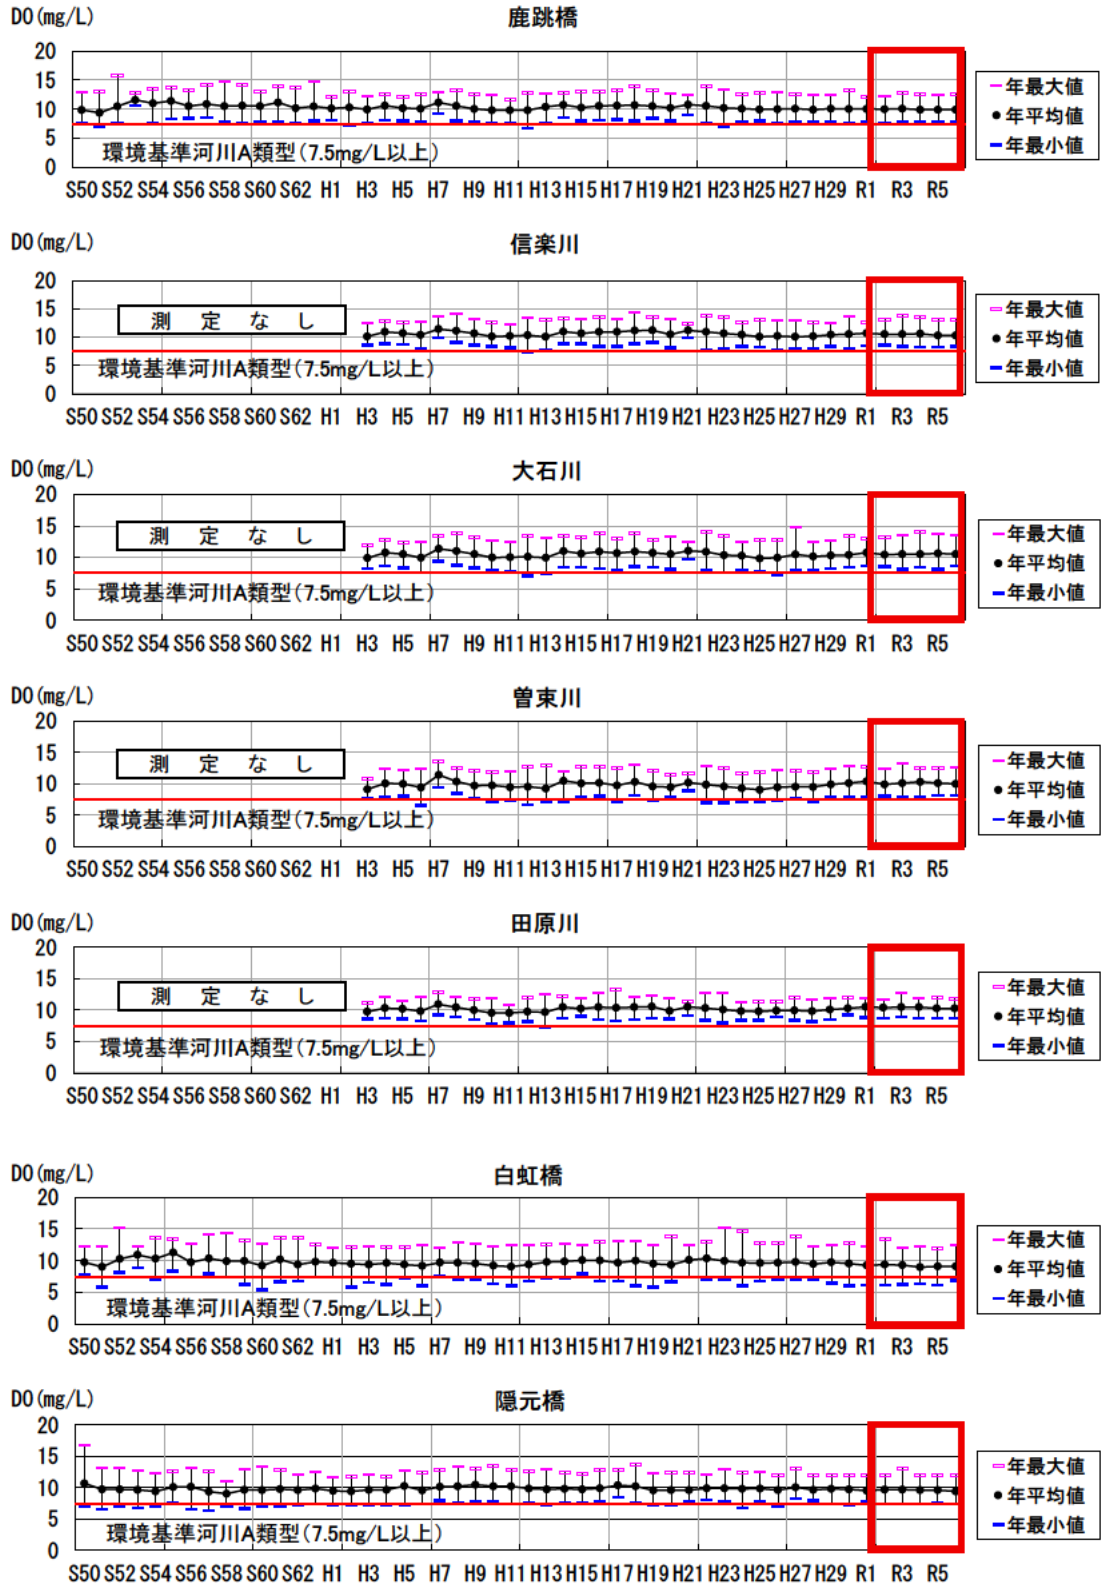 DO(mg/L)
鹿跳橋
20
15
10
5
0
環境基準河川A類型(7.5mg/L以上)
S50 S52 S54 S56 S58 S60 S62 H1 H3 H5 H7 H9 H11 H13 H15 H17 H19 H21 H23 H25 H27 H29 R1 R3 R5
年最大値
年平均値
年最小値
DO(mg/L)
信楽川
20
15
10
5
0
測定なし
環境基準河川A類型(7.5mg/L以上)
S50 S52 S54 S56 S58 S60 S62 H1 H3 H5 H7 H9 H11 H13 H15 H17 H19 H21 H23 H25 H27 H29 R1 R3 R5
年最大値
年平均値
年最小値
DO(mg/L)
大石川
20
15
10
5
0
測定なし
環境基準河川A類型(7.5mg/L以上)
S50 S52 S54 S56 S58 S60 S62 H1 H3 H5 H7 H9 H11 H13 H15 H17 H19 H21 H23 H25 H27 H29 R1 R3 R5
年最大値
年平均値
年最小値
DO(mg/L)
曽束川
20
15
10
5
0
測定なし
環境基準河川A類型(7.5mg/L以上)
S50 S52 S54 S56 S58 S60 S62 H1 H3 H5 H7 H9 H11 H13 H15 H17 H19 H21 H23 H25 H27 H29 R1 R3 R5
年最大値
年平均値
年最小値
DO(mg/L)
田原川
20
15
10
5
0
測定なし
環境基準河川A類型(7.5mg/L以上)
S50 S52 S54 S56 S58 S60 S62 H1 H3 H5 H7 H9 H11 H13 H15 H17 H19 H21 H23 H25 H27 H29 R1 R3 R5
年最大値
年平均値
年最小値
DO(mg/L)
白虹橋
20
15
10
5
0
環境基準河川A類型(7.5mg/L以上)
S50 S52 S54 S56 S58 S60 S62 H1 H3 H5 H7 H9 H11 H13 H15 H17 H19 H21 H23 H25 H27 H29 R1 R3 R5
年最大値
年平均値
年最小値
DO(mg/L)
隠元橋
20
15
10
5
0
環境基準河川A類型(7.5mg/L以上)
S50 S52 S54 S56 S58 S60 S62 H1 H3 H5 H7 H9 H11 H13 H15 H17 H19 H21 H23 H25 H27 H29 R1 R3 R5
年最大値
年平均値
年最小値